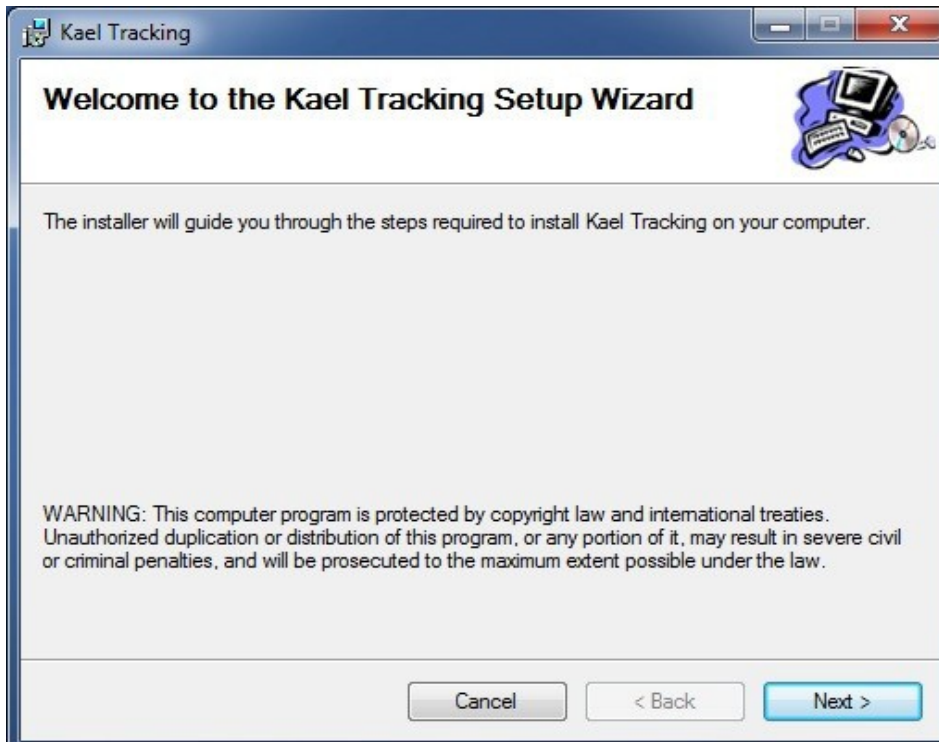 Kael Tracking
Welcome to the Kael Tracking Setup Wizard
The installer will guide you through the steps required to install Kael Tracking on your computer.
WARNING: This computer program is protected by copyright law and international treaties.
Unauthorized duplication or distribution of this program, or any portion of it, may result in severe civil
or criminal penalties, and will be prosecuted to the maximum extent possible under the law.
Cancel
< Back
Next >